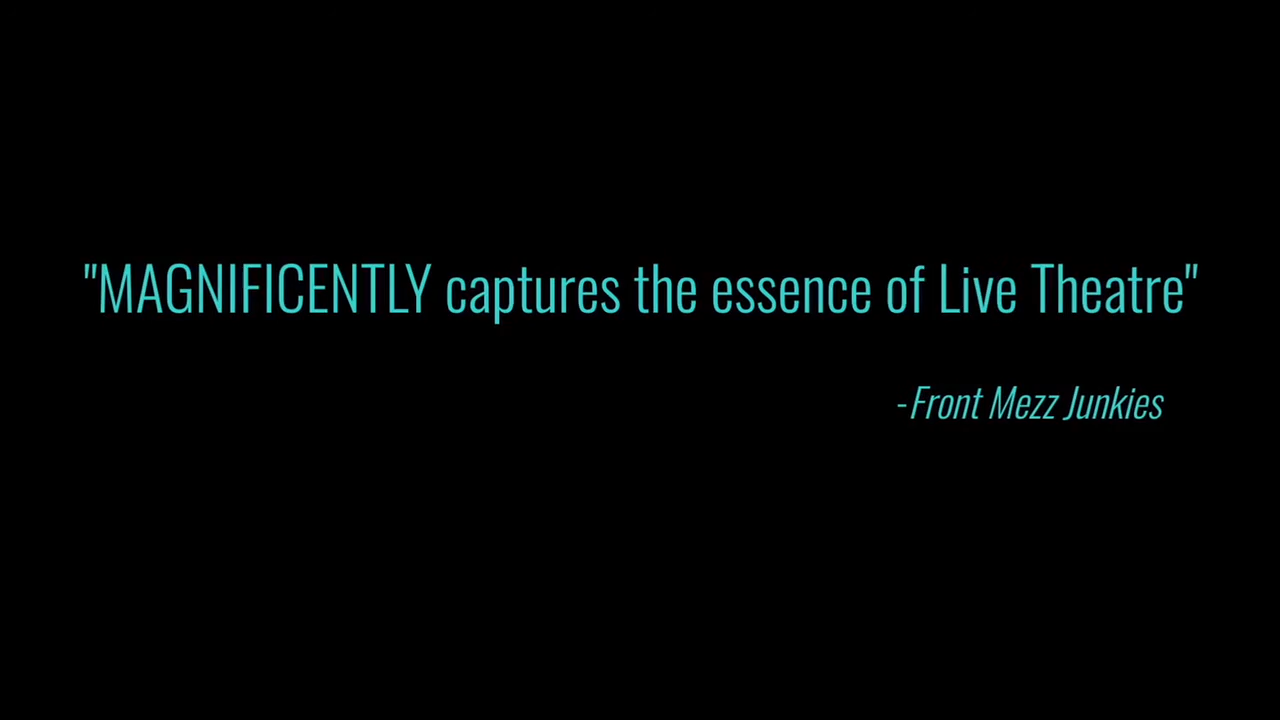 "MAGNIFICENTLY captures the essence of Live Theatre"
-Front Mezz Junkies